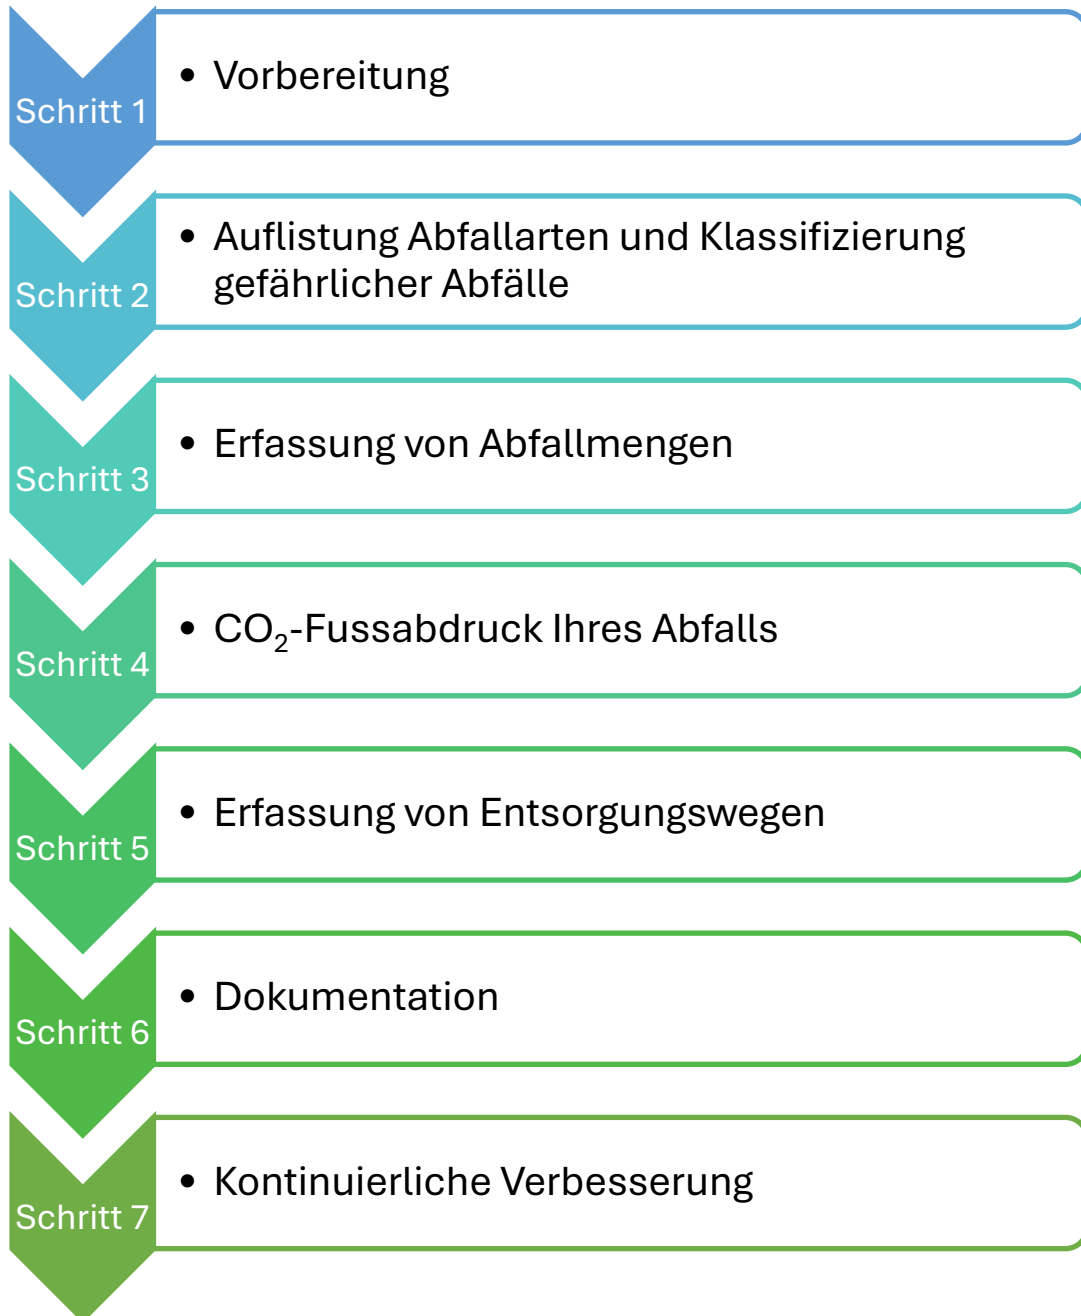 Schritt 1
• Vorbereitung
Schritt 2
• Auflistung Abfallarten und Klassifizierung
gefährlicher Abfälle
Schritt 3
• Erfassung von Abfallmengen
Schritt 4
• CO₂-Fussabdruck Ihres Abfalls
Schritt 5
• Erfassung von Entsorgungswegen
Schritt 6
• Dokumentation
Schritt 7
• Kontinuierliche Verbesserung